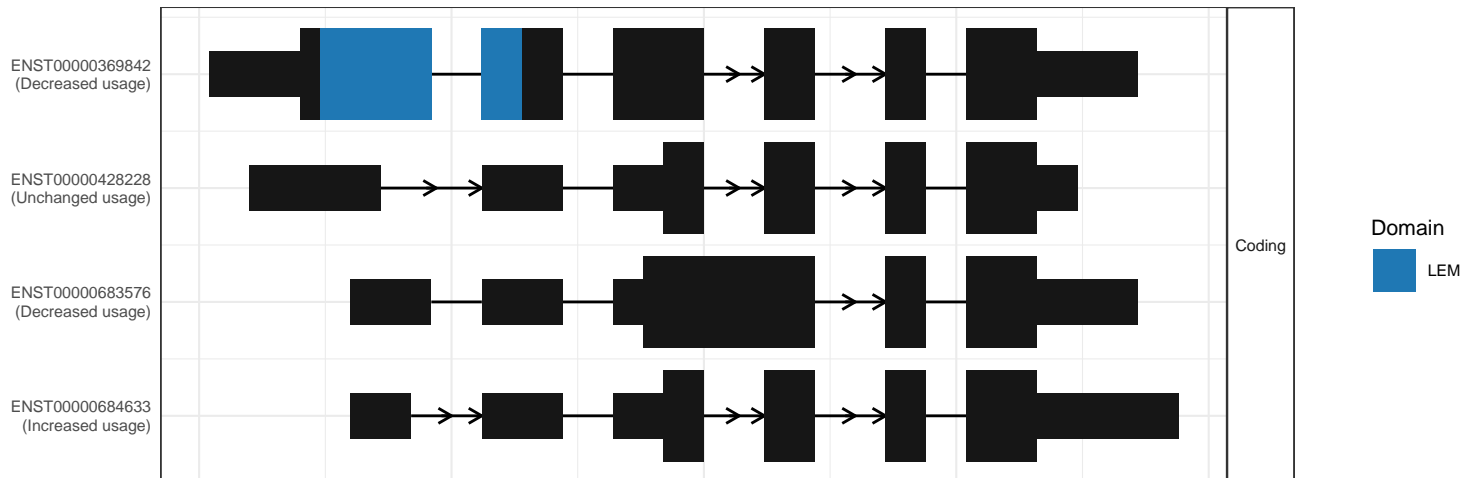 ENST00000369842
(Decreased usage)
ENST00000428228
(Unchanged usage)
ENST00000683576
(Decreased usage)
ENST00000684633
(Increased usage)
Coding
Domain
LEM